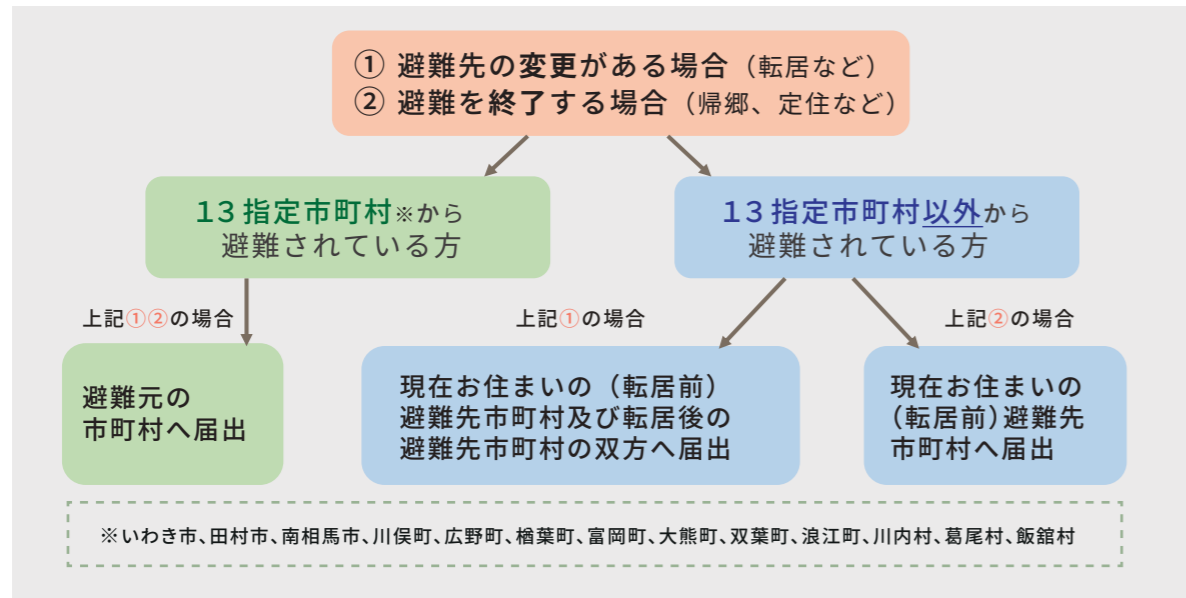 ① 避難先の変更がある場合（転居など）
② 避難を終了する場合（帰郷、定住など）
１３指定市町村※から
避難されている方
１３指定市町村以外から
避難されている方
上記①②の場合
上記①の場合
上記②の場合
避難元の
市町村へ届出
現在お住まいの（転居前）
避難先市町村及び転居後の
避難先市町村の双方へ届出
現在お住まいの
（転居前）避難先
市町村へ届出
※いわき市、田村市、南相馬市、川俣町、広野町、楢葉町、富岡町、大熊町、双葉町、浪江町、川内村、葛尾村、飯舘村